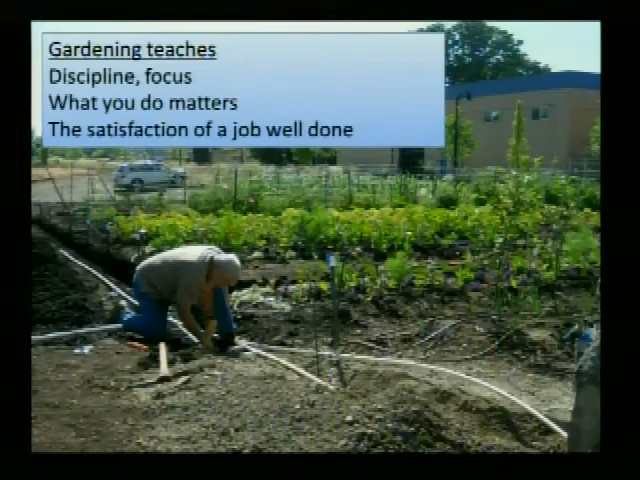 Gardening teaches
Discipline, focus
What you do matters
The satisfaction of a job well done